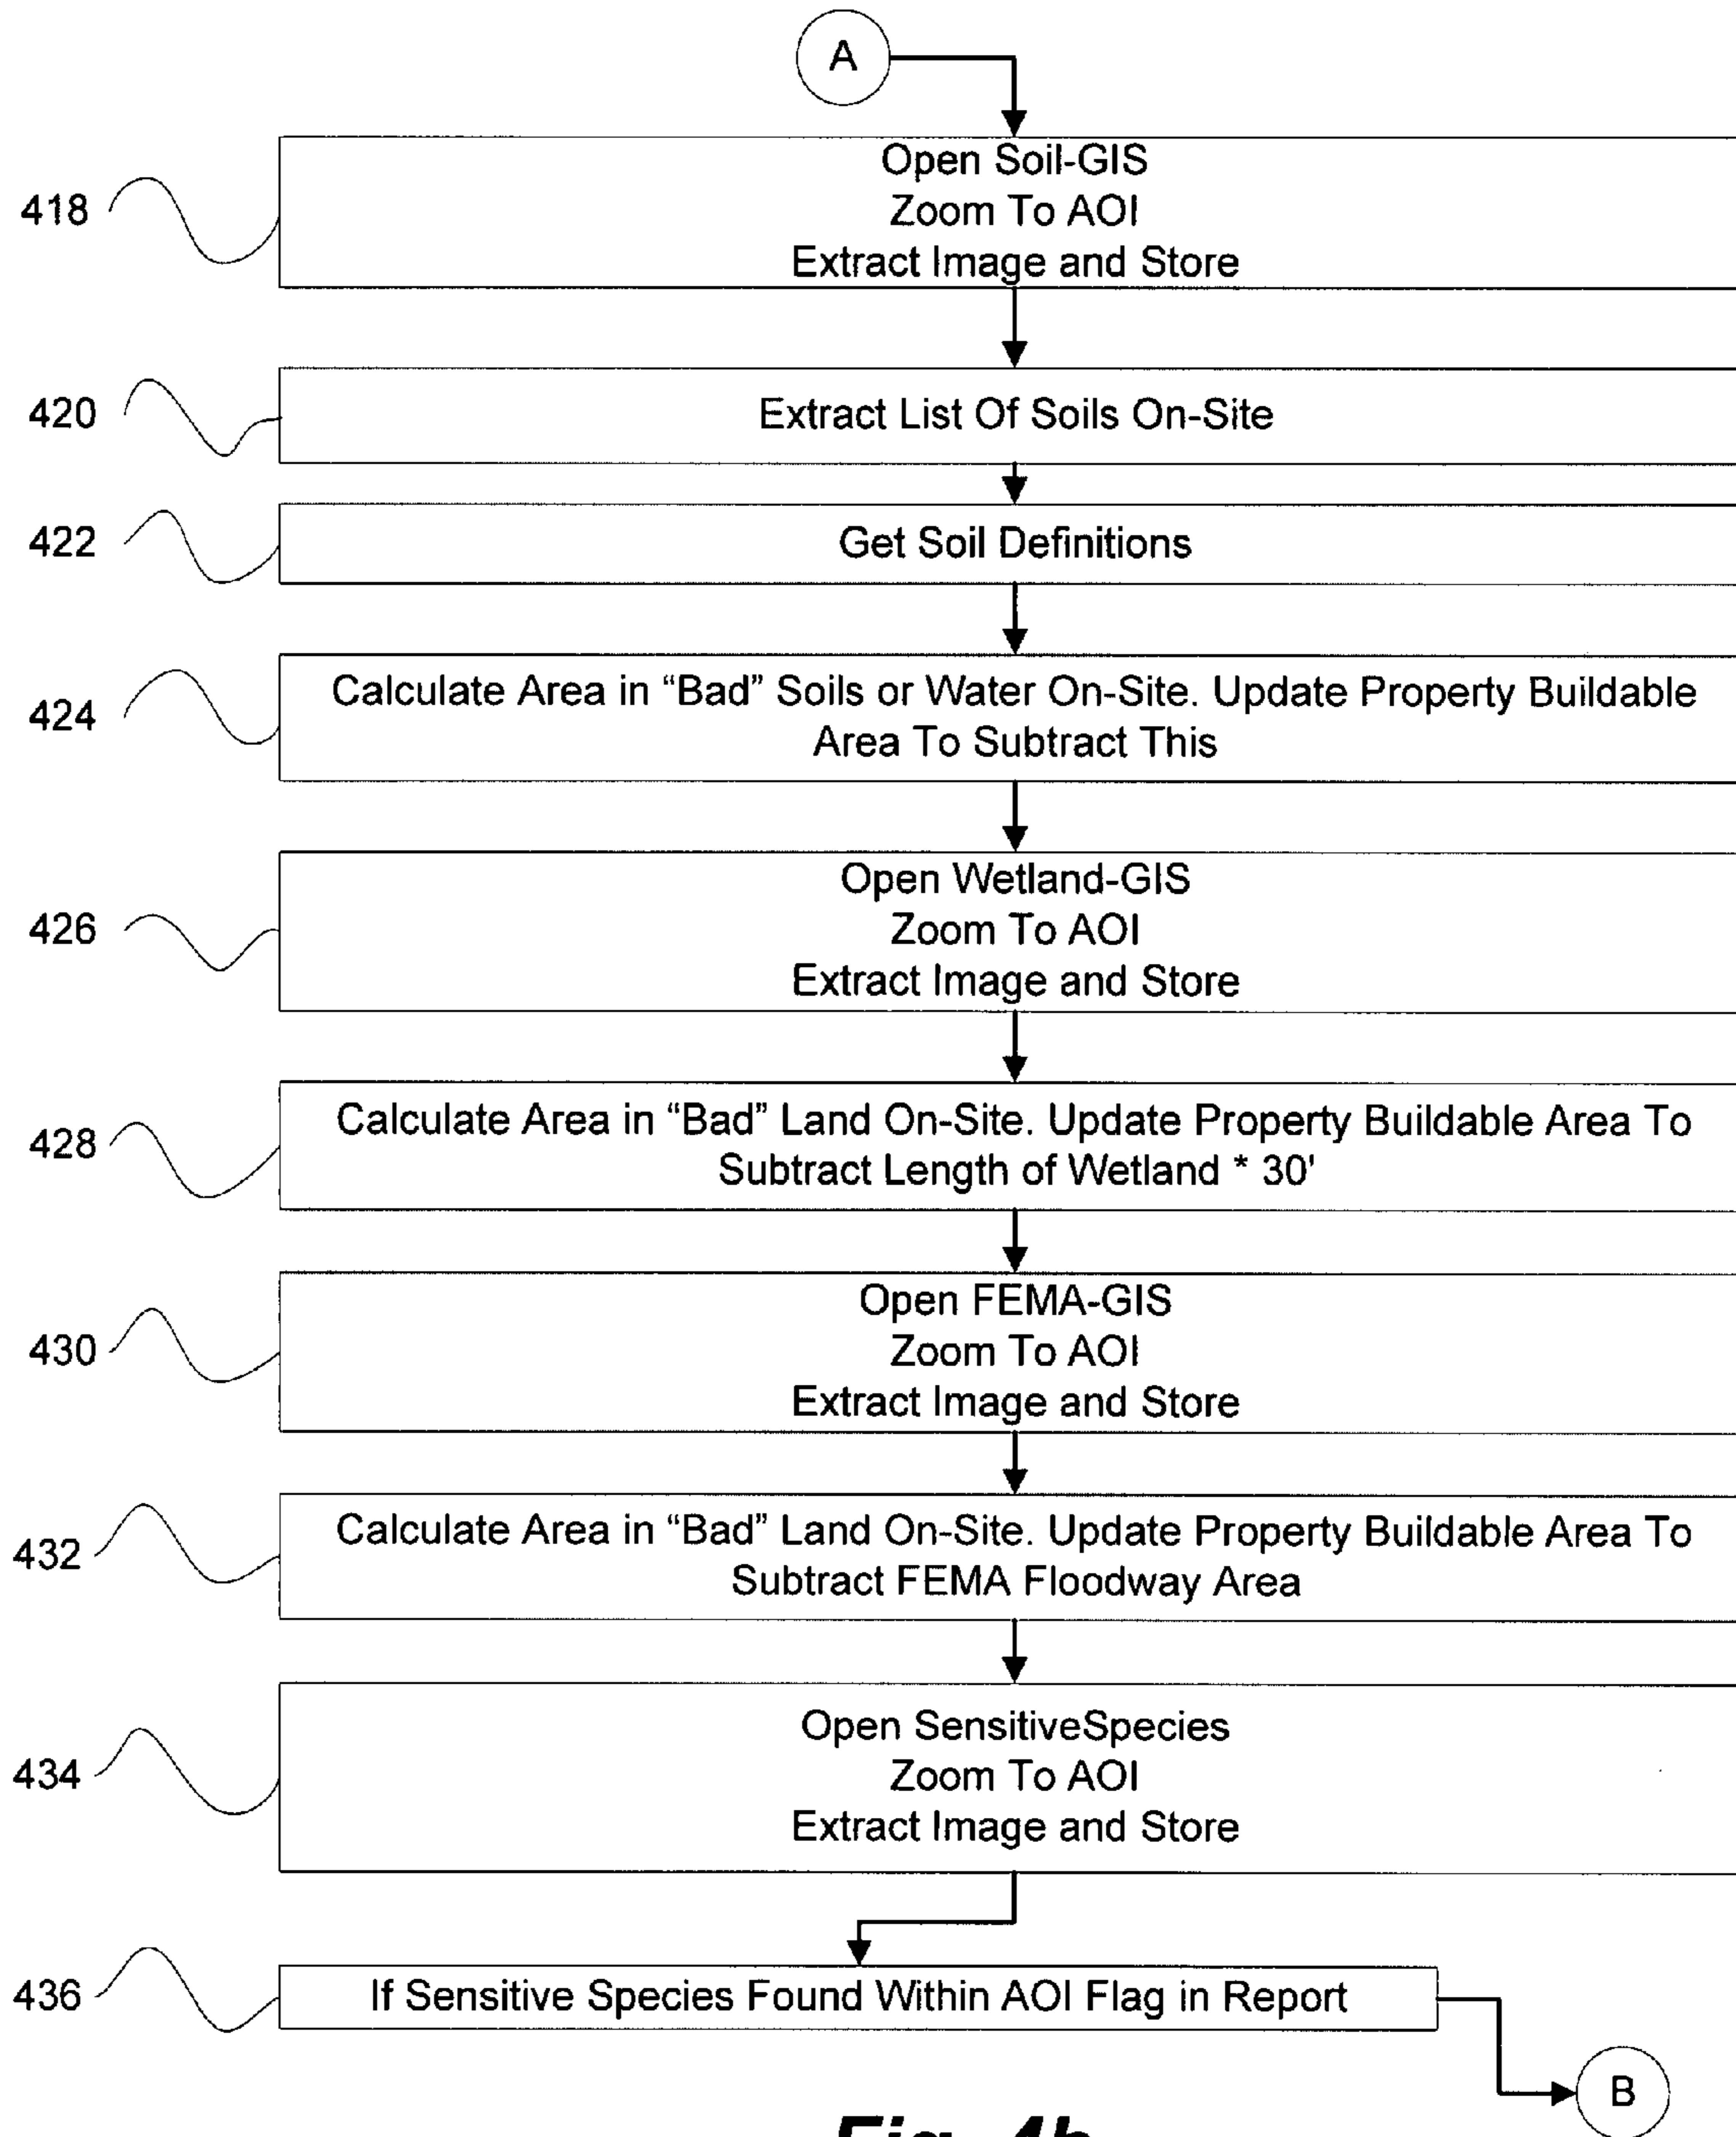 A
418
Open Soil-GIS
Zoom To AOI
Extract Image and Store
420
Extract List Of Soils On-Site
422
Get Soil Definitions
424
Calculate Area in “Bad” Soils or Water On-Site. Update Property Buildable
Area To Subtract This
426
Open Wetland-GIS
Zoom To AOI
Extract Image and Store
428
Calculate Area in “Bad” Land On-Site. Update Property Buildable Area To
Subtract Length of Wetland * 30'
430
Open FEMA-GIS
Zoom To AOI
Extract Image and Store
432
Calculate Area in “Bad” Land On-Site. Update Property Buildable Area To
Subtract FEMA Floodway Area
434
Open SensitiveSpecies
Zoom To AOI
Extract Image and Store
436
If Sensitive Species Found Within AOI Flag in Report
B
Fig. 4b